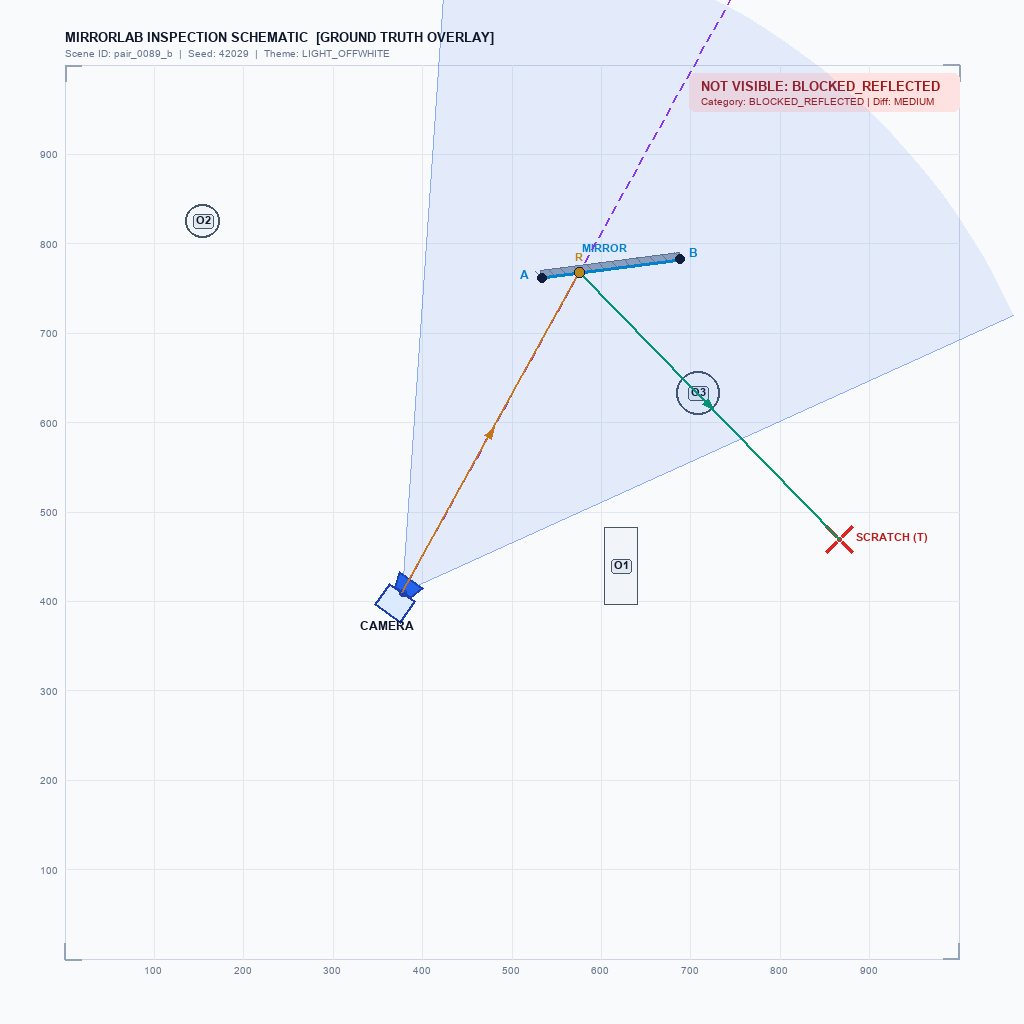 MIRRORLAB INSPECTION SCHEMATIC [GROUND TRUTH OVERLAY]
Scene ID: pair_0089_b | Seed: 42029 | Theme: LIGHT_OFFWHITE
NOT VISIBLE: BLOCKED_REFLECTED
Category: BLOCKED_REFLECTED | Diff: MEDIUM
900
O2
800
MIRROR
R
A
B
700
O3
600
500
SCRATCH (T)
O1
400
CAMERA
300
200
100
100 200 300 400 500 600 700 800 900